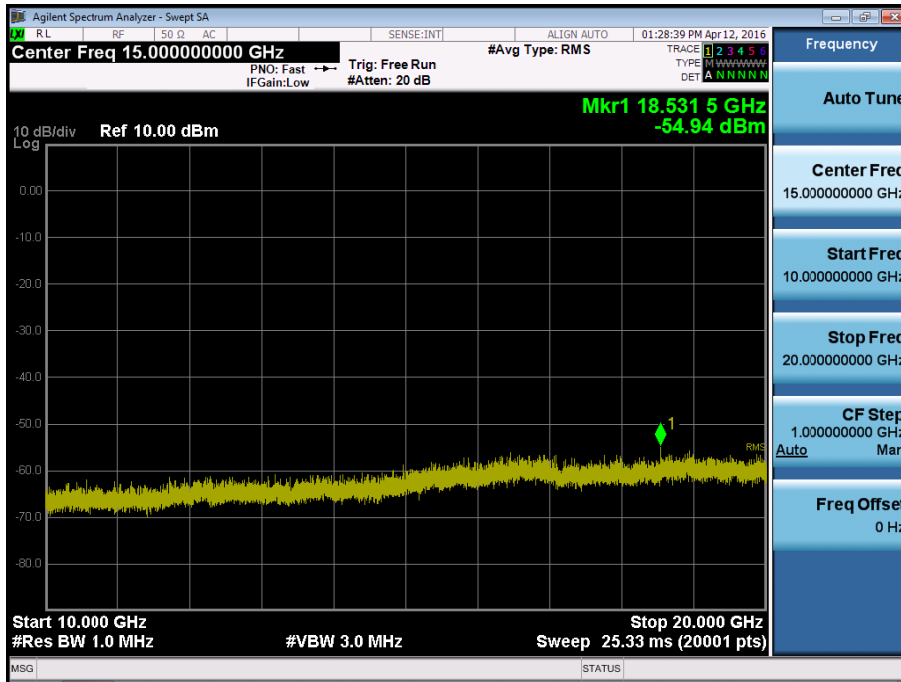 Agilent Spectrum Analyzer - Swept SA
LXI RL RF 50 Ω AC SENSE:INT ALIGN AUTO 01:28:39 PM Apr 12, 2016
Center Freq 15.000000000 GHz
PNO: Fast
IFGain:Low
Trig: Free Run
#Atten: 20 dB
#Avg Type: RMS
TRACE 1 2 3 4 5 6
TYPE M WWWWW
DET A N N N N N
Mkr1 18.531 5 GHz
-54.94 dBm
10 dB/div
Log
Ref 10.00 dBm
0.00
-10.0
-20.0
-30.0
-40.0
-50.0
-60.0
-70.0
-80.0
1
RMS
Start 10.000 GHz
Stop 20.000 GHz
#Res BW 1.0 MHz
#VBW 3.0 MHz
Sweep 25.33 ms (20001 pts)
MSG
STATUS
Frequency
Auto Tune
Center Freq
15.000000000 GHz
Start Freq
10.000000000 GHz
Stop Freq
20.000000000 GHz
CF Step
1.000000000 GHz
Auto Man
Freq Offset
0 Hz